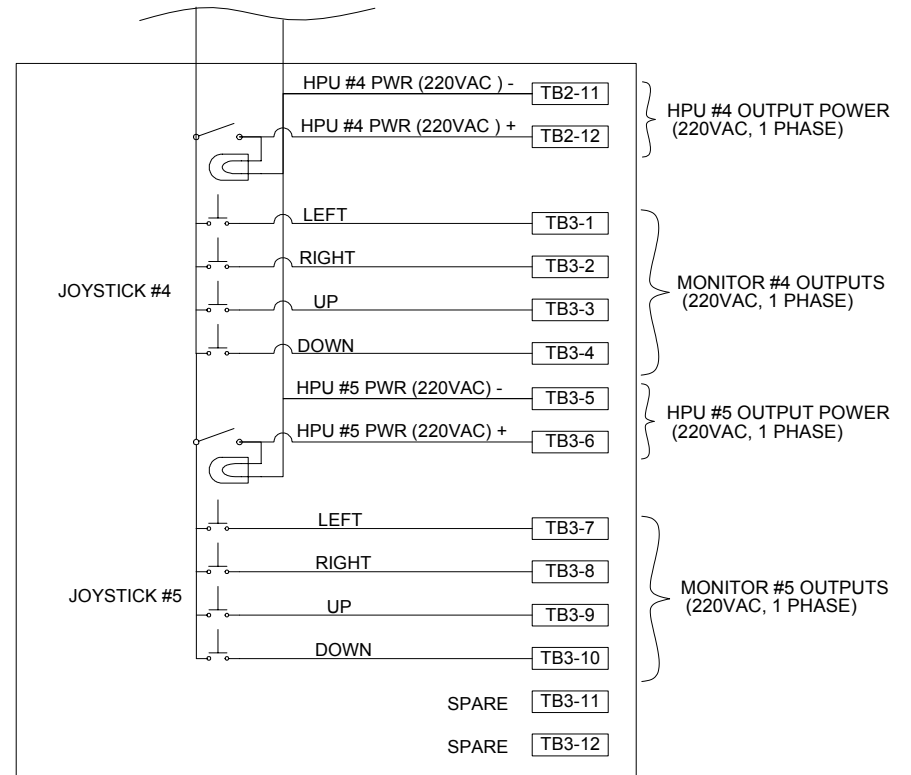 HPU #4 PWR (220VAC ) -
TB2-11
HPU #4 OUTPUT POWER
(220VAC, 1 PHASE)
HPU #4 PWR (220VAC ) +
TB2-12
LEFT
TB3-1
RIGHT
TB3-2
JOYSTICK #4
MONITOR #4 OUTPUTS
(220VAC, 1 PHASE)
UP
TB3-3
DOWN
TB3-4
HPU #5 PWR (220VAC) -
TB3-5
HPU #5 OUTPUT POWER
(220VAC, 1 PHASE)
HPU #5 PWR (220VAC) +
TB3-6
LEFT
TB3-7
RIGHT
TB3-8
JOYSTICK #5
MONITOR #5 OUTPUTS
(220VAC, 1 PHASE)
UP
TB3-9
DOWN
TB3-10
SPARE
TB3-11
SPARE
TB3-12